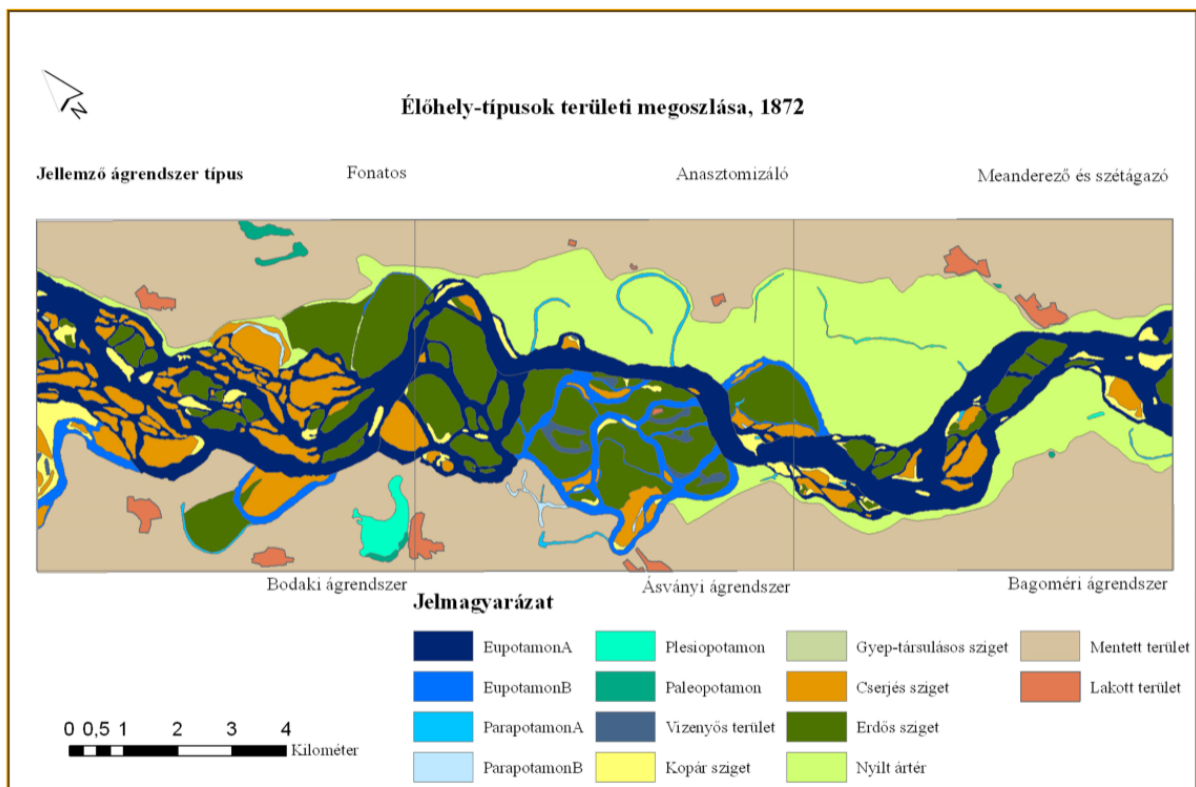 N
Élőhely-típusok területi megoszlása, 1872
Jellemző ágrendszer típus
Fonatos
Anasztomizáló
Meanderező és szétágazó
Bodaki ágrendszer
Ásványi ágrendszer
Bagoméri ágrendszer
Jelmagyarázat
EupotamonA
EupotamonB
ParapotamonA
ParapotamonB
Plesiopotamon
Paleopotamon
Vizenyős terület
Kopár sziget
Gyep-társulásos sziget
Cserjés sziget
Erdős sziget
Nyílt ártér
Mentett terület
Lakott terület
0 0,5 1 2 3 4
Kilométer